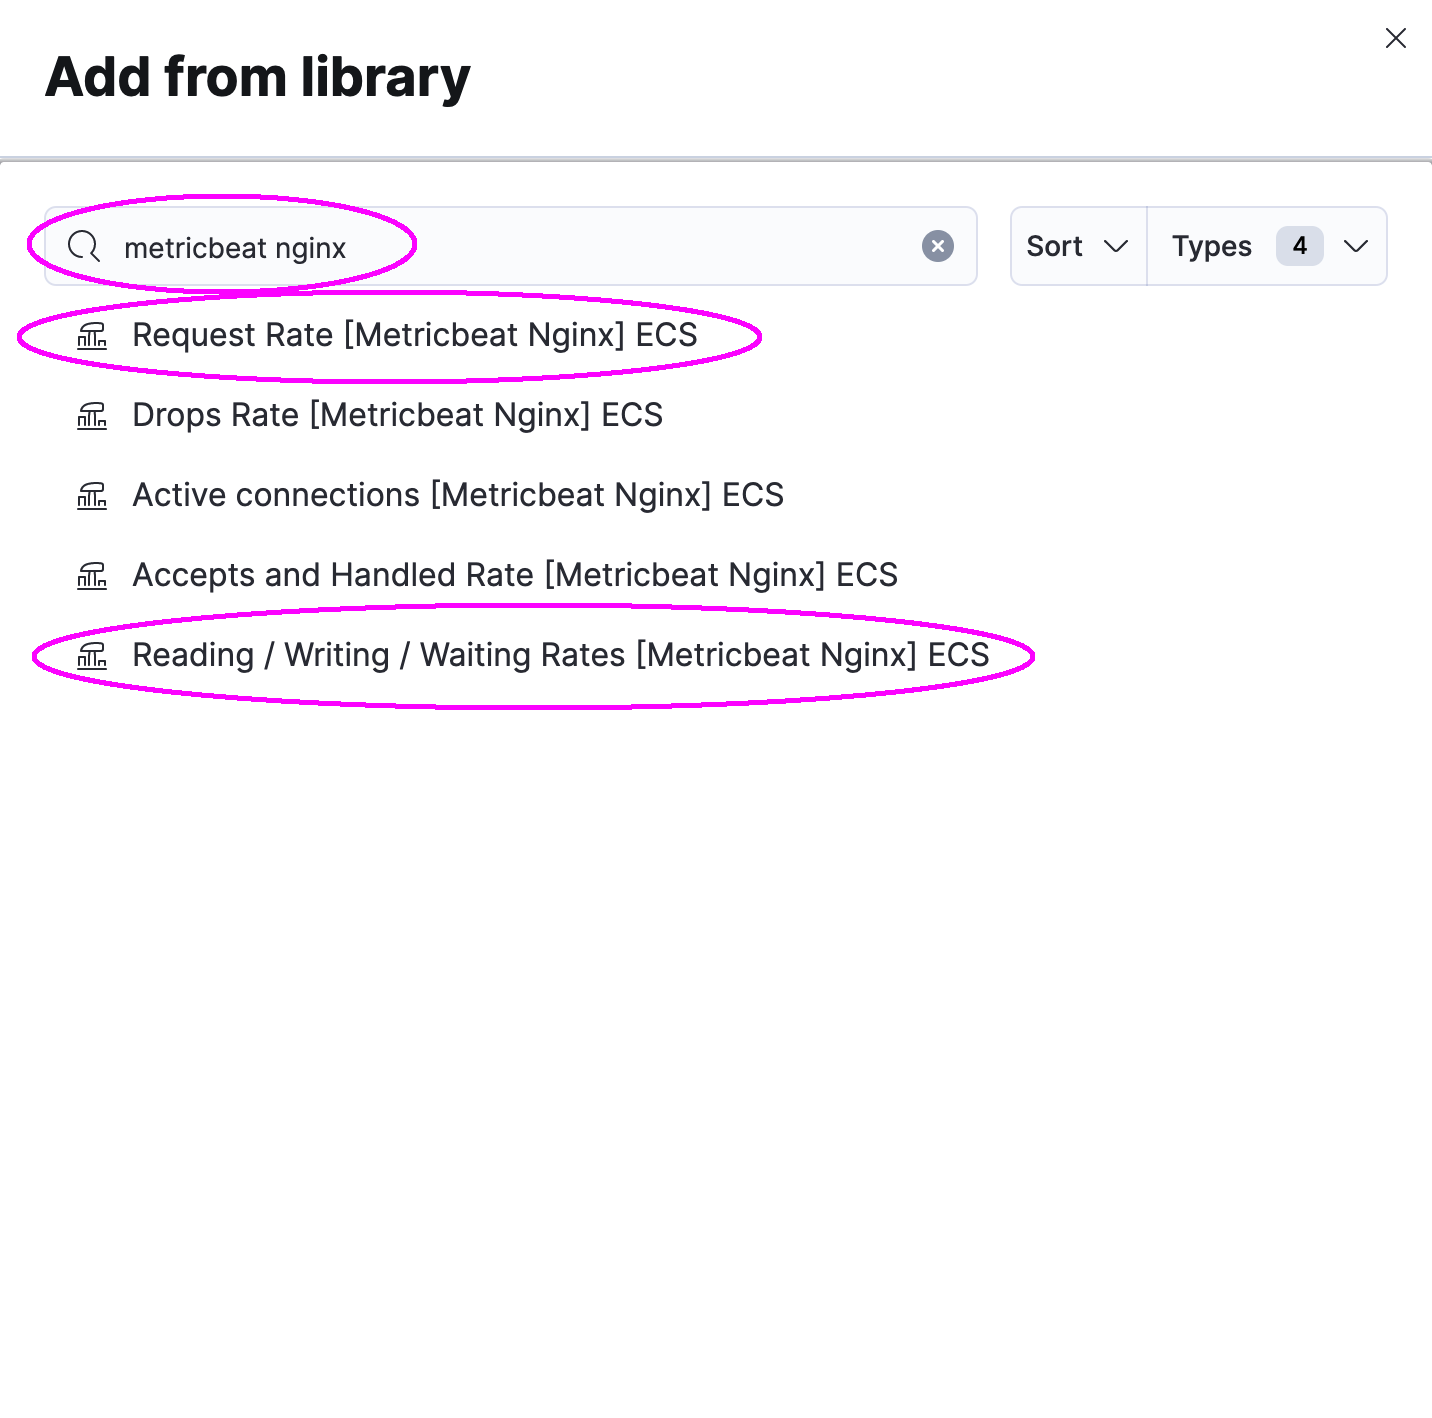 Add from library
metricbeat nginx
Sort
Types 4
Request Rate [Metricbeat Nginx] ECS
Drops Rate [Metricbeat Nginx] ECS
Active connections [Metricbeat Nginx] ECS
Accepts and Handled Rate [Metricbeat Nginx] ECS
Reading / Writing / Waiting Rates [Metricbeat Nginx] ECS